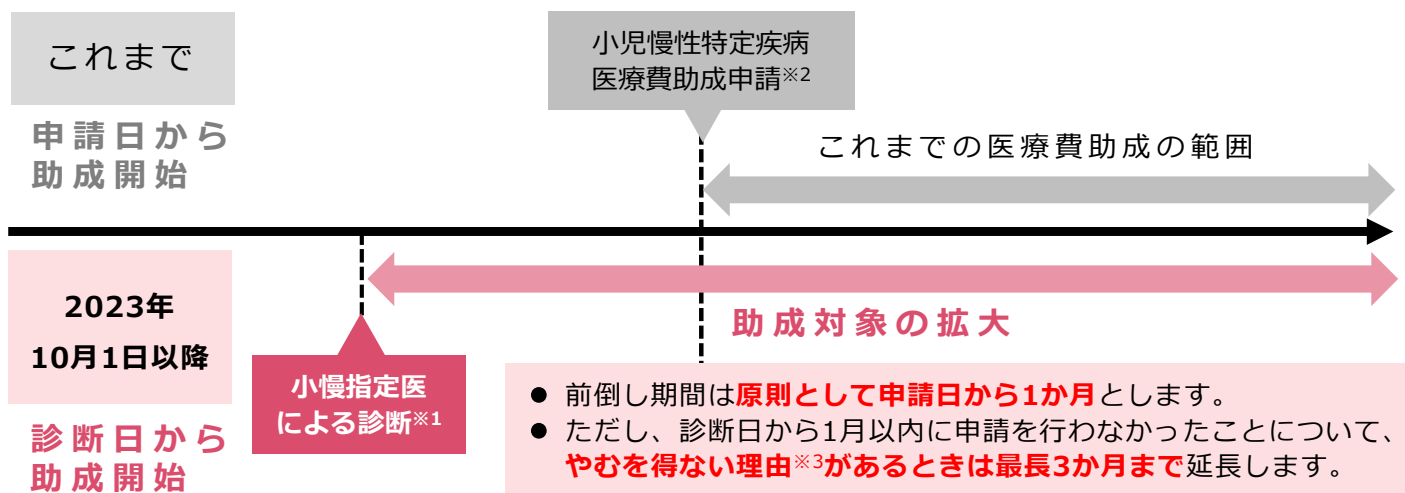 これまで
申請日から
助成開始
小児慢性特定疾病
医療費助成申請※2
これまでの医療費助成の範囲
2023年
10月1日以降
診断日から
助成開始
小慢指定医
による診断※1
助成対象の拡大
● 前倒し期間は原則として申請日から1か月とします。
● ただし、診断日から1月以内に申請を行わなかったことについて、
やむを得ない理由※3があるときは最長3か月まで延長します。